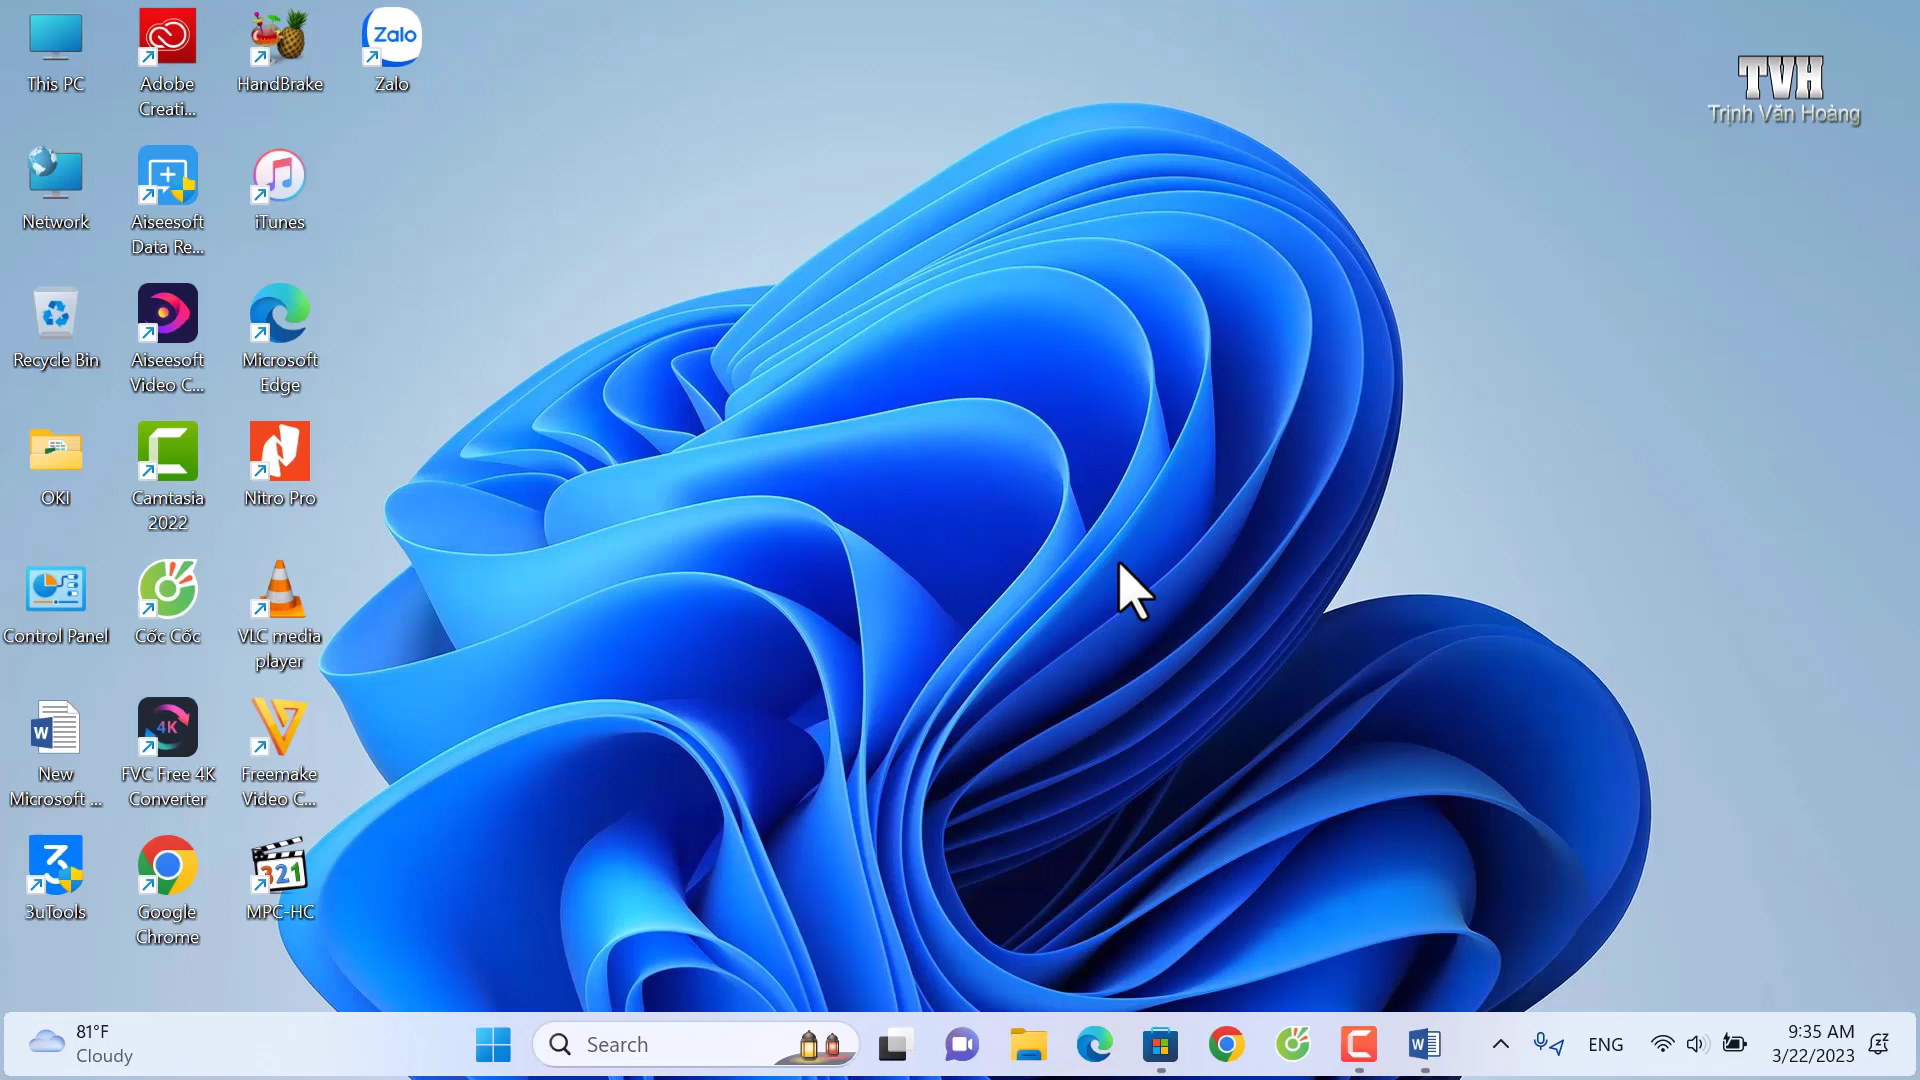 This PC
Adobe
Creati...
HandBrake
Zalo
Zalo
TVH
Trịnh Văn Hoàng
Network
Aiseesoft
Data Re...
iTunes
Recycle Bin
Aiseesoft
Video C...
Microsoft
Edge
OKI
Camtasia
2022
Nitro Pro
Control Panel
Cốc Cốc
VLC media
player
W
4K
New
Microsoft ...
FVC Free 4K
Converter
Freemake
Video C...
321
3uTools
Google
Chrome
MPC-HC
81°F
Cloudy
Search
W
ENG
9:35 AM
3/22/2023